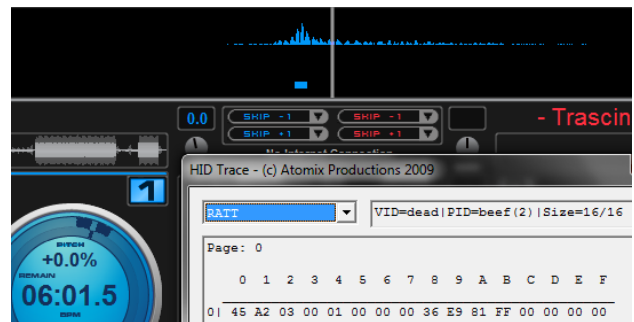 0.0
SKIP -1 SKIP -1
SKIP +1 SKIP +1
- Trascin
No Internet Connection
HID Trace - (c) Atomix Productions 2009
1
RATT
VID=dead|PID=beef(2)|Size=16/16
PITCH
+0.0%
REMAIN
06:01.5
BPM
Page: 0
0 1 2 3 4 5 6 7 8 9 A B C D E F
0| 45 A2 03 00 01 00 00 00 36 E9 81 FF 00 00 00 00